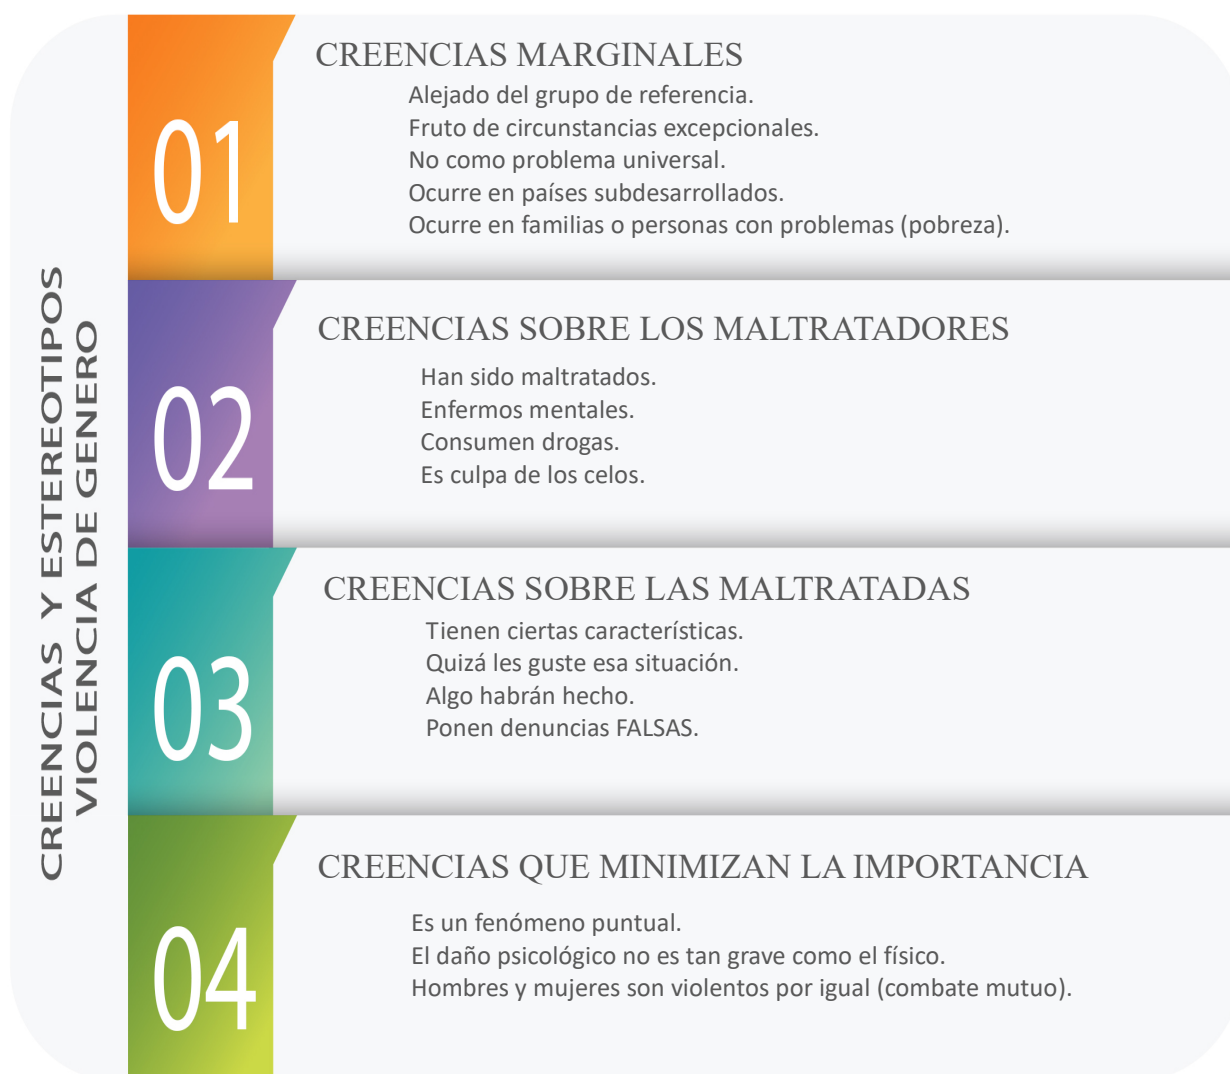 CREENCIAS Y ESTEREOTIPOS
VIOLENCIA DE GENERO
01
CREENCIAS MARGINALES
Alejado del grupo de referencia.
Fruto de circunstancias excepcionales.
No como problema universal.
Ocurre en países subdesarrollados.
Ocurre en familias o personas con problemas (pobreza).
02
CREENCIAS SOBRE LOS MALTRATADORES
Han sido maltratados.
Enfermos mentales.
Consumen drogas.
Es culpa de los celos.
03
CREENCIAS SOBRE LAS MALTRATADAS
Tienen ciertas características.
Quizá les guste esa situación.
Algo habrán hecho.
Ponen denuncias FALSAS.
04
CREENCIAS QUE MINIMIZAN LA IMPORTANCIA
Es un fenómeno puntual.
El daño psicológico no es tan grave como el físico.
Hombres y mujeres son violentos por igual (combate mutuo).